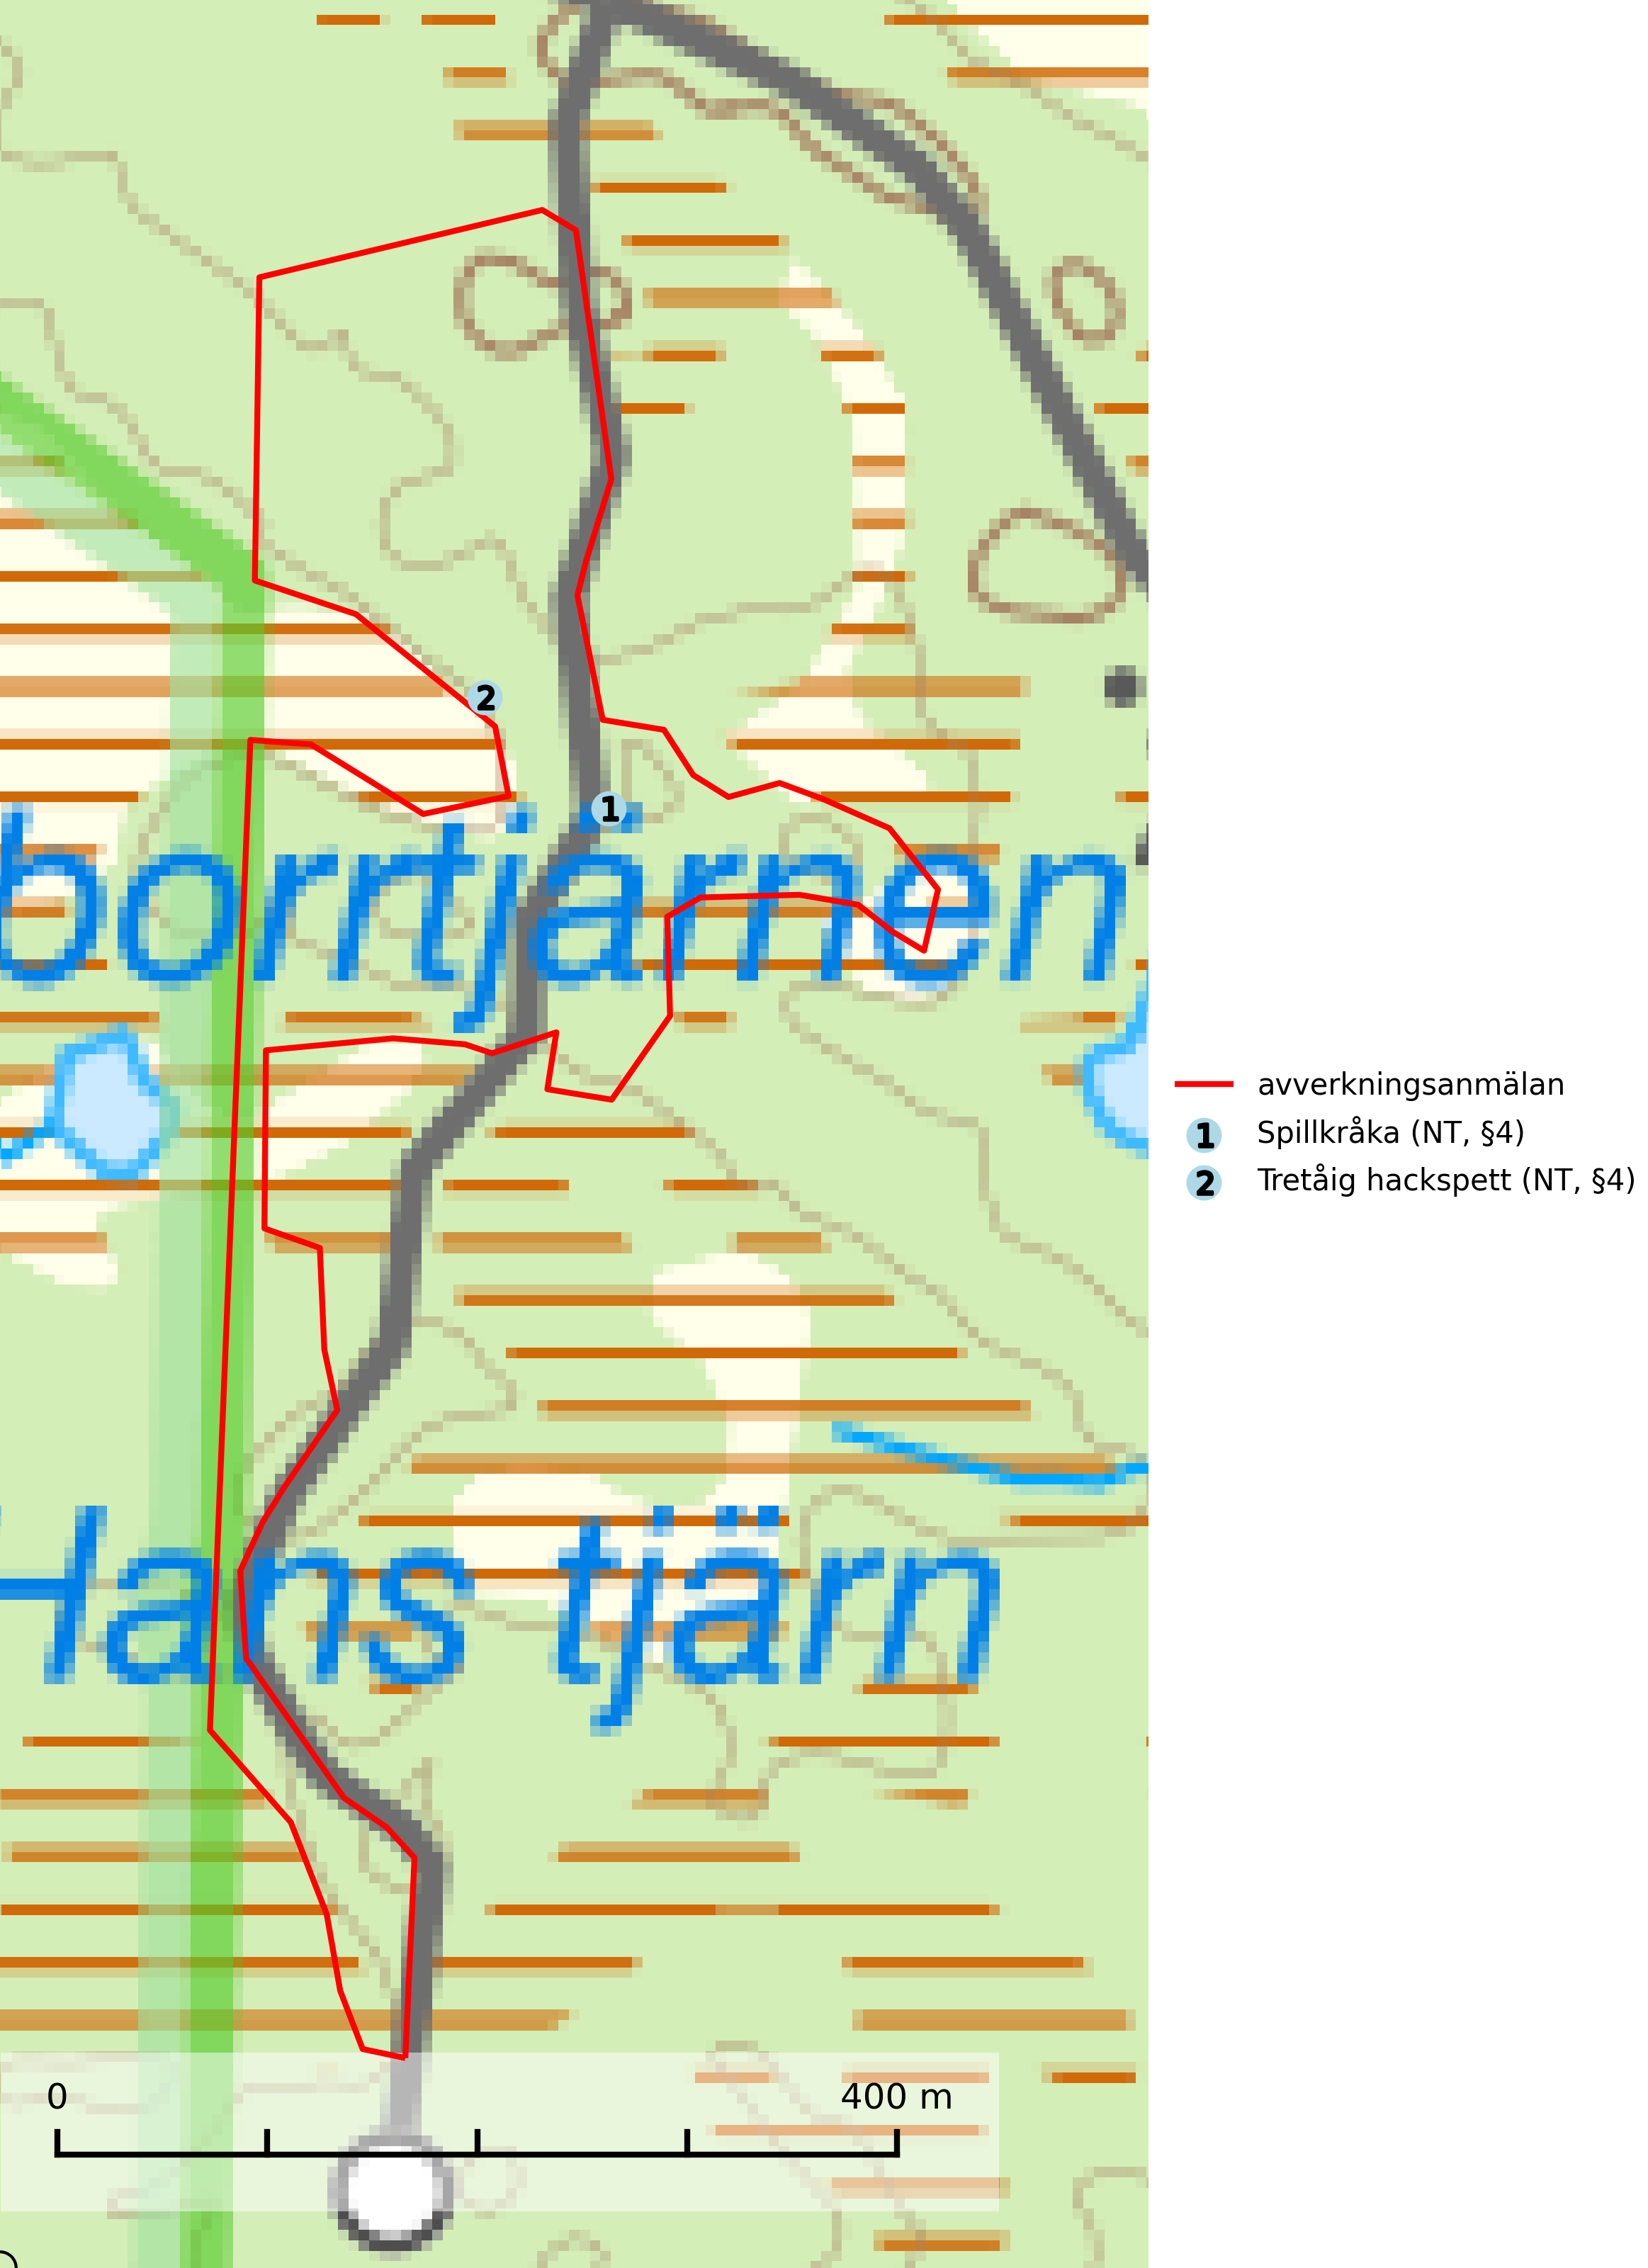 2
1
borrtjärnen
Hans tjärn
avverkningsanmälan
1 Spillkråka (NT, §4)
2 Tretåig hackspett (NT, §4)
0 400 m